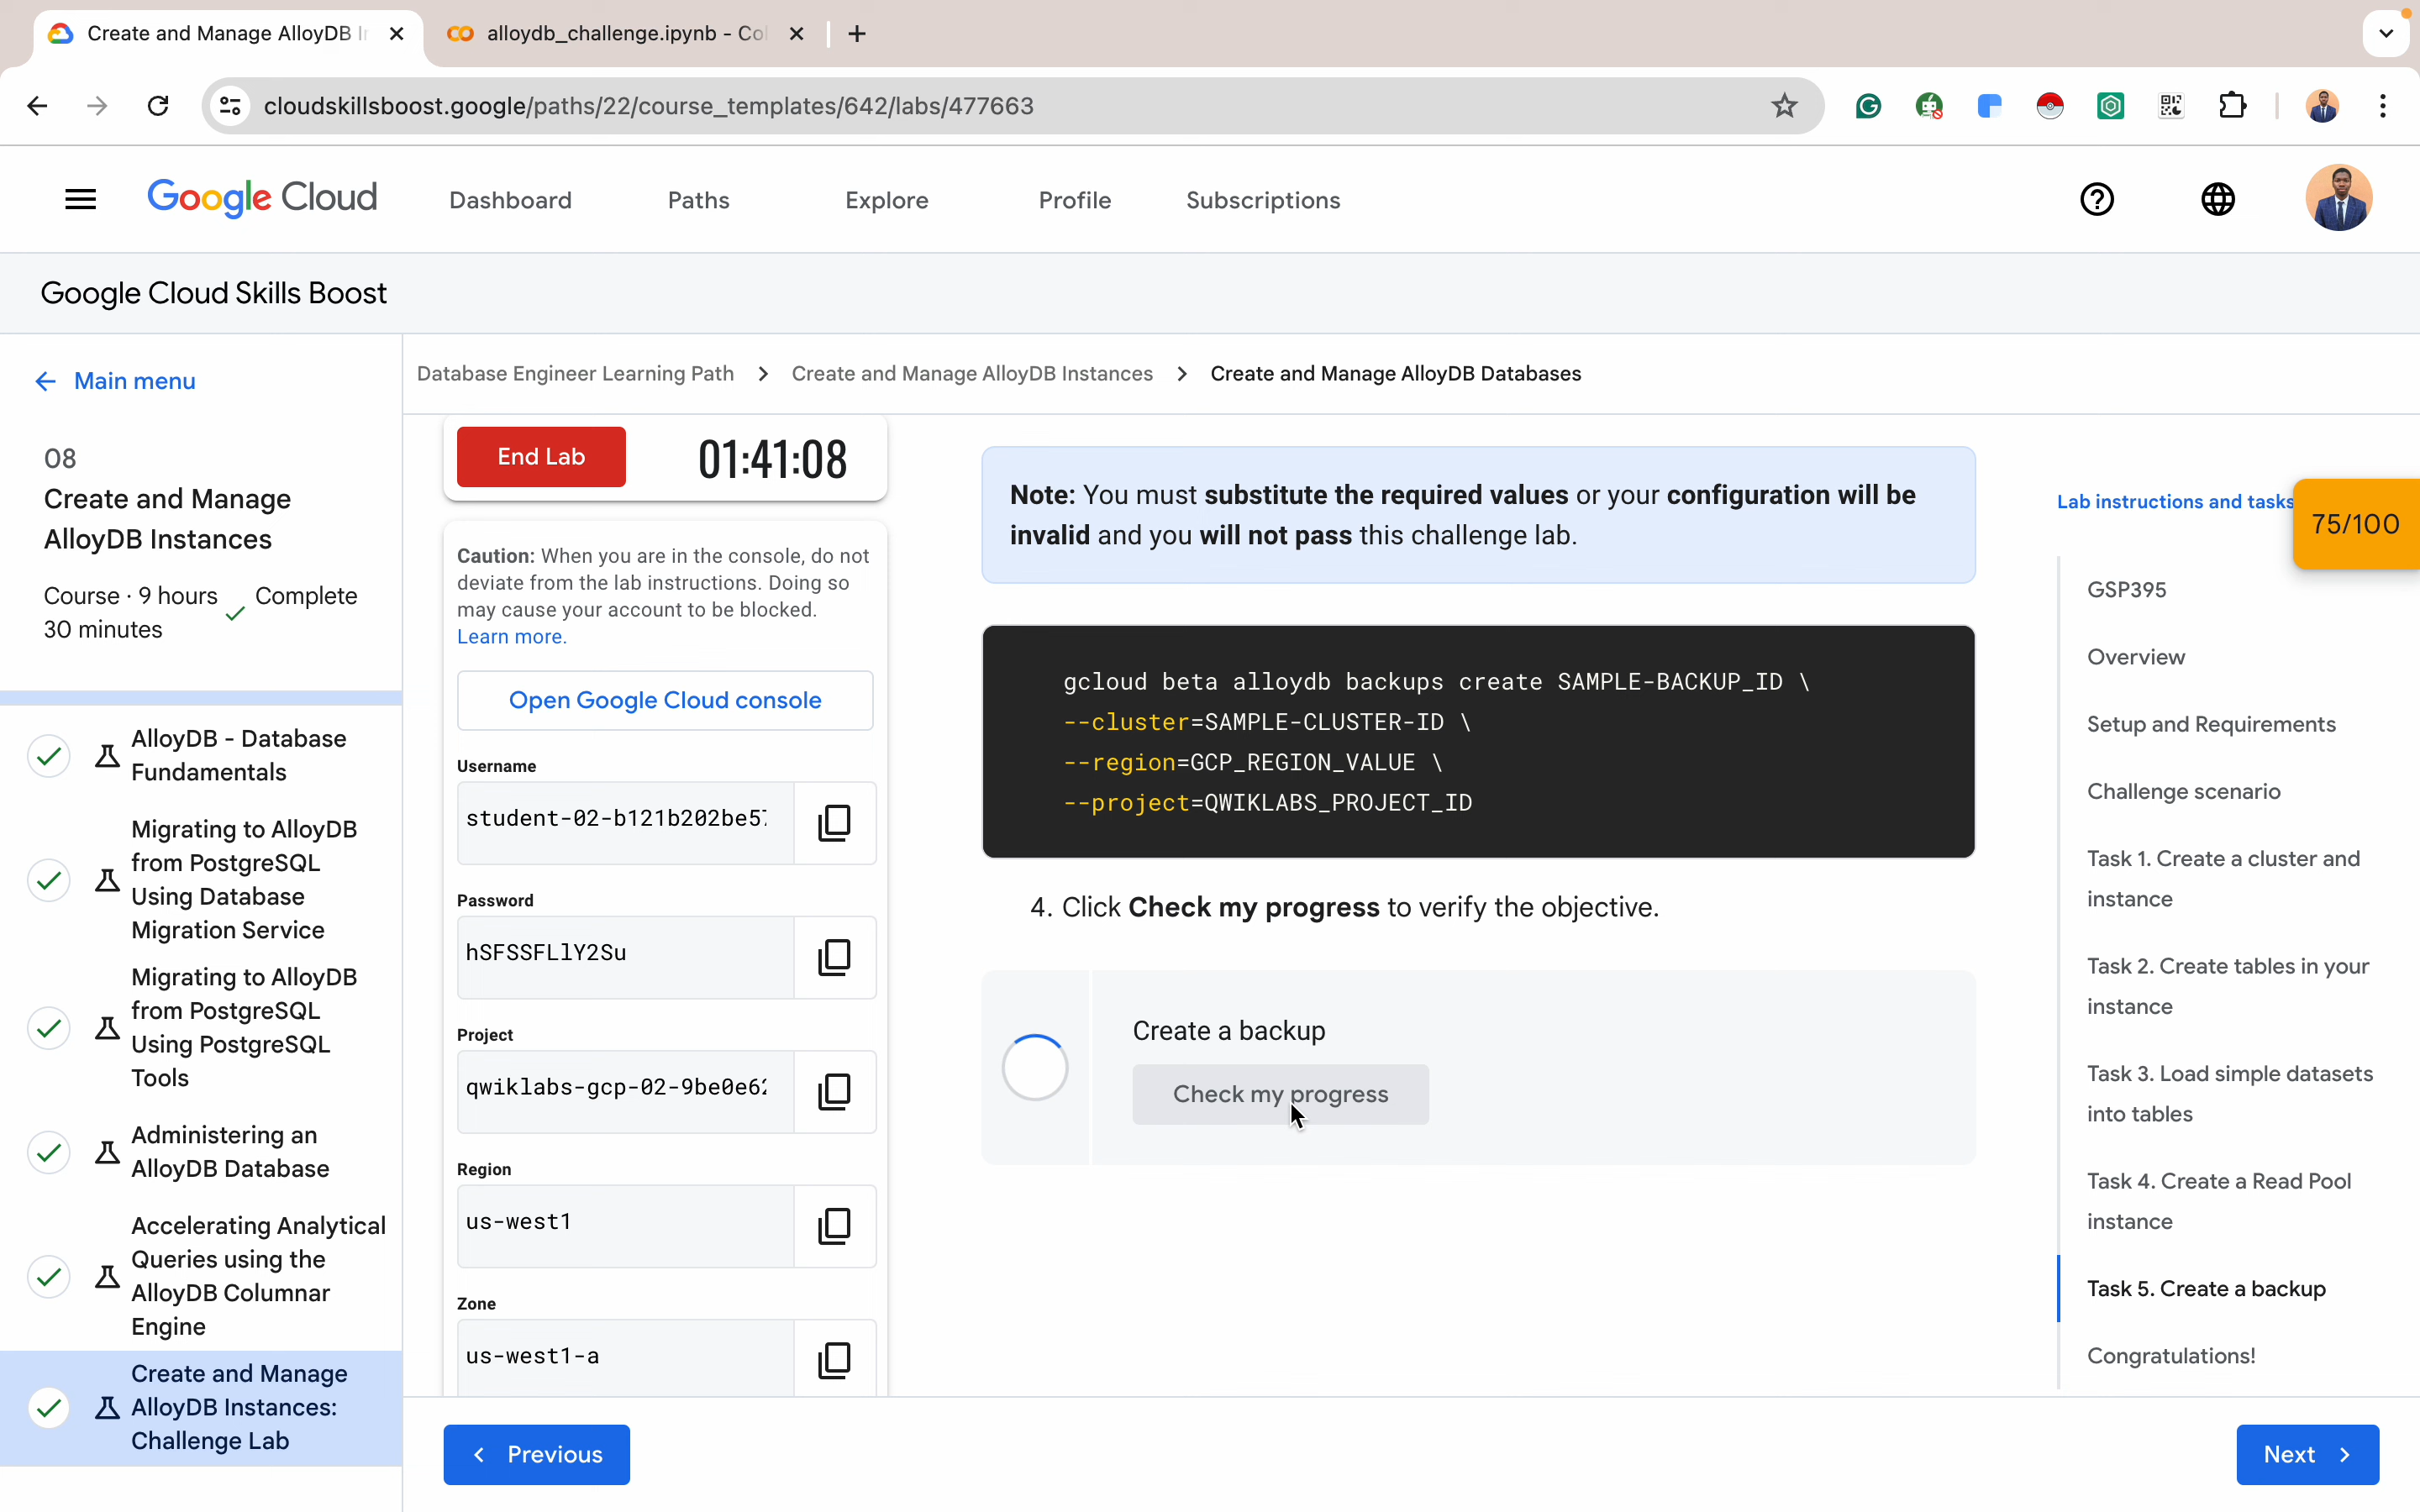 Create and Manage AlloyDB In
alloydb_challenge.ipynb - Col
cloudskillsboost.google/paths/22/course_templates/642/labs/477663
Google Cloud
Dashboard
Paths
Explore
Profile
Subscriptions
Google Cloud Skills Boost
Main menu
08
Create and Manage
AlloyDB Instances
Course · 9 hours
30 minutes
Complete
AlloyDB - Database
Fundamentals
Migrating to AlloyDB
from PostgreSQL
Using Database
Migration Service
Migrating to AlloyDB
from PostgreSQL
Using PostgreSQL
Tools
Administering an
AlloyDB Database
Accelerating Analytical
Queries using the
AlloyDB Columnar
Engine
Create and Manage
AlloyDB Instances:
Challenge Lab
Database Engineer Learning Path > Create and Manage AlloyDB Instances > Create and Manage AlloyDB Databases
End Lab
01:41:08
Caution: When you are in the console, do not
deviate from the lab instructions. Doing so
may cause your account to be blocked.
Learn more.
Open Google Cloud console
Username
student-02-b121b202be57
Password
hSFSSFLlY2Su
Project
qwiklabs-gcp-02-9be0e62
Region
us-west1
Zone
us-west1-a
Note: You must substitute the required values or your configuration will be
invalid and you will not pass this challenge lab.
gcloud beta alloydb backups create SAMPLE-BACKUP_ID \
--cluster=SAMPLE-CLUSTER-ID \
--region=GCP_REGION_VALUE \
--project=QWIKLABS_PROJECT_ID
4. Click Check my progress to verify the objective.
Create a backup
Check my progress
Lab instructions and tasks
75/100
GSP395
Overview
Setup and Requirements
Challenge scenario
Task 1. Create a cluster and
instance
Task 2. Create tables in your
instance
Task 3. Load simple datasets
into tables
Task 4. Create a Read Pool
instance
Task 5. Create a backup
Congratulations!
Previous
Next